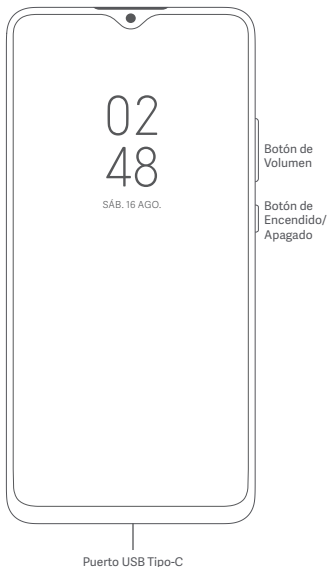 02
48
SÁB. 16 AGO.
Botón de
Volumen
Botón de
Encendido/
Apagado
Puerto USB Tipo-C